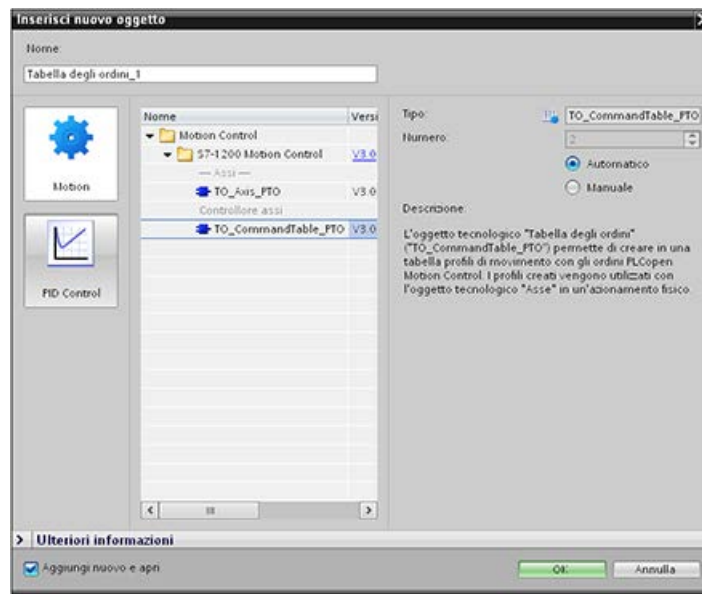 Inserisci nuovo oggetto
Nome:
Tabella degli ordini_1
Motion
PID Control
Nome Versi
Motion Control
S7-1200 Motion Control V3.0
— Assi —
TO_Axis_PTO V3.0
Controllore assi
TO_CommandTable_PTO V3.0
Tipo: TO_CommandTable_PTO
Numero: 2
Automatico
Manuale
Descrizione:
L'oggetto tecnologico "Tabella degli ordini"
("TO_CommandTable_PTO") permette di creare in una
tabella profili di movimento con gli ordini PLCopen
Motion Control. I profili creati vengono utilizzati con
l'oggetto tecnologico "Asse" in un'azionamento fisico.
> Ulteriori informazioni
Aggiungi nuovo e apri
OK Annulla